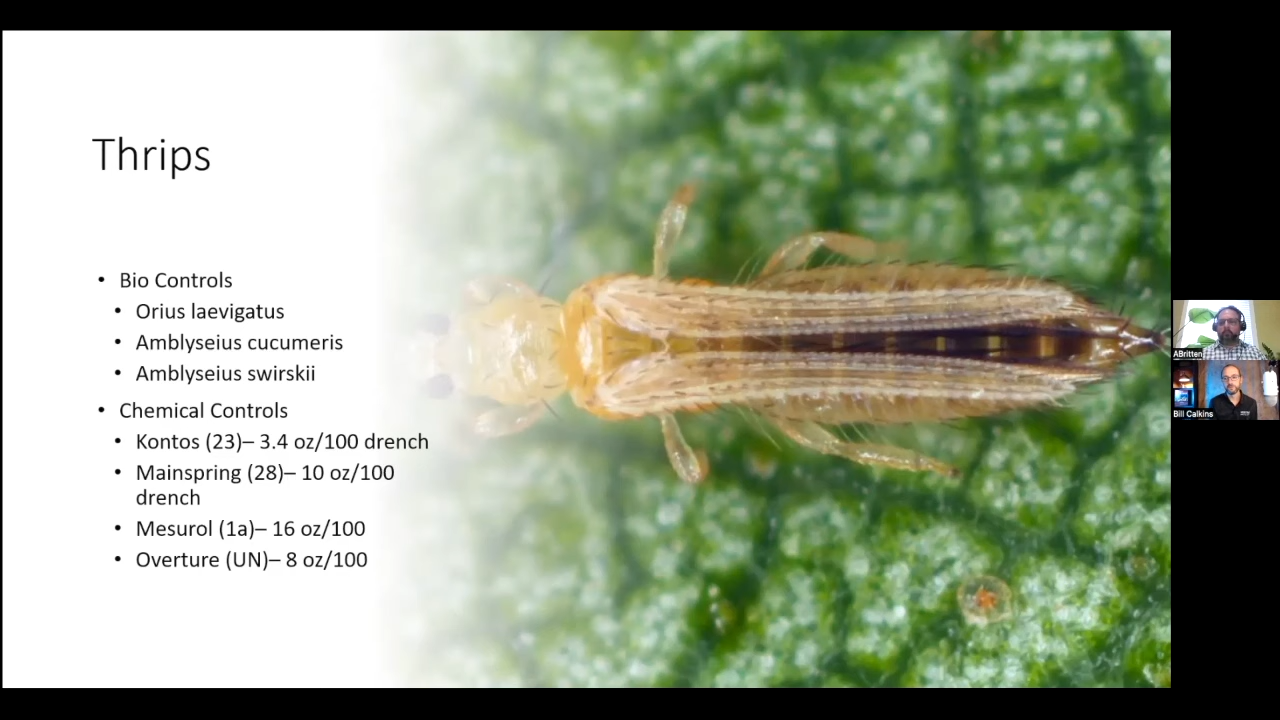 Thrips
• Bio Controls
• Orius laevigatus
• Amblyseius cucumeris
• Amblyseius swirskii
• Chemical Controls
• Kontos (23)– 3.4 oz/100 drench
• Mainspring (28)– 10 oz/100
drench
• Mesurol (1a)– 16 oz/100
• Overture (UN)– 8 oz/100
ABritten
Bill Calkins